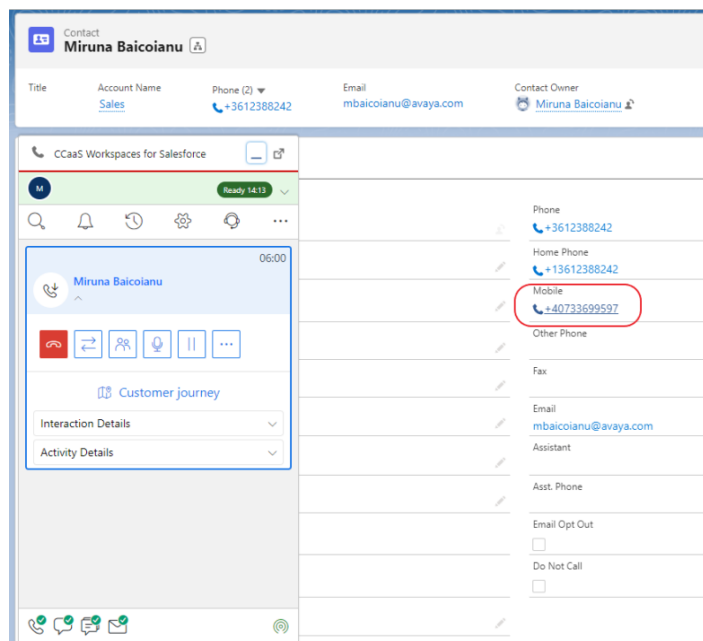 Contact
Miruna Baicoianu
Title
Account Name
Phone (2)
Email
Contact Owner
Sales
+3612388242
mbaicoianu@avaya.com
Miruna Baicoianu
CCaaS Workspaces for Salesforce
M
Ready 14:13
06:00
Miruna Baicoianu
Customer journey
Interaction Details
Activity Details
Phone
+3612388242
Home Phone
+13612388242
Mobile
+40733699597
Other Phone
Fax
Email
mbaicoianu@avaya.com
Assistant
Asst. Phone
Email Opt Out
Do Not Call